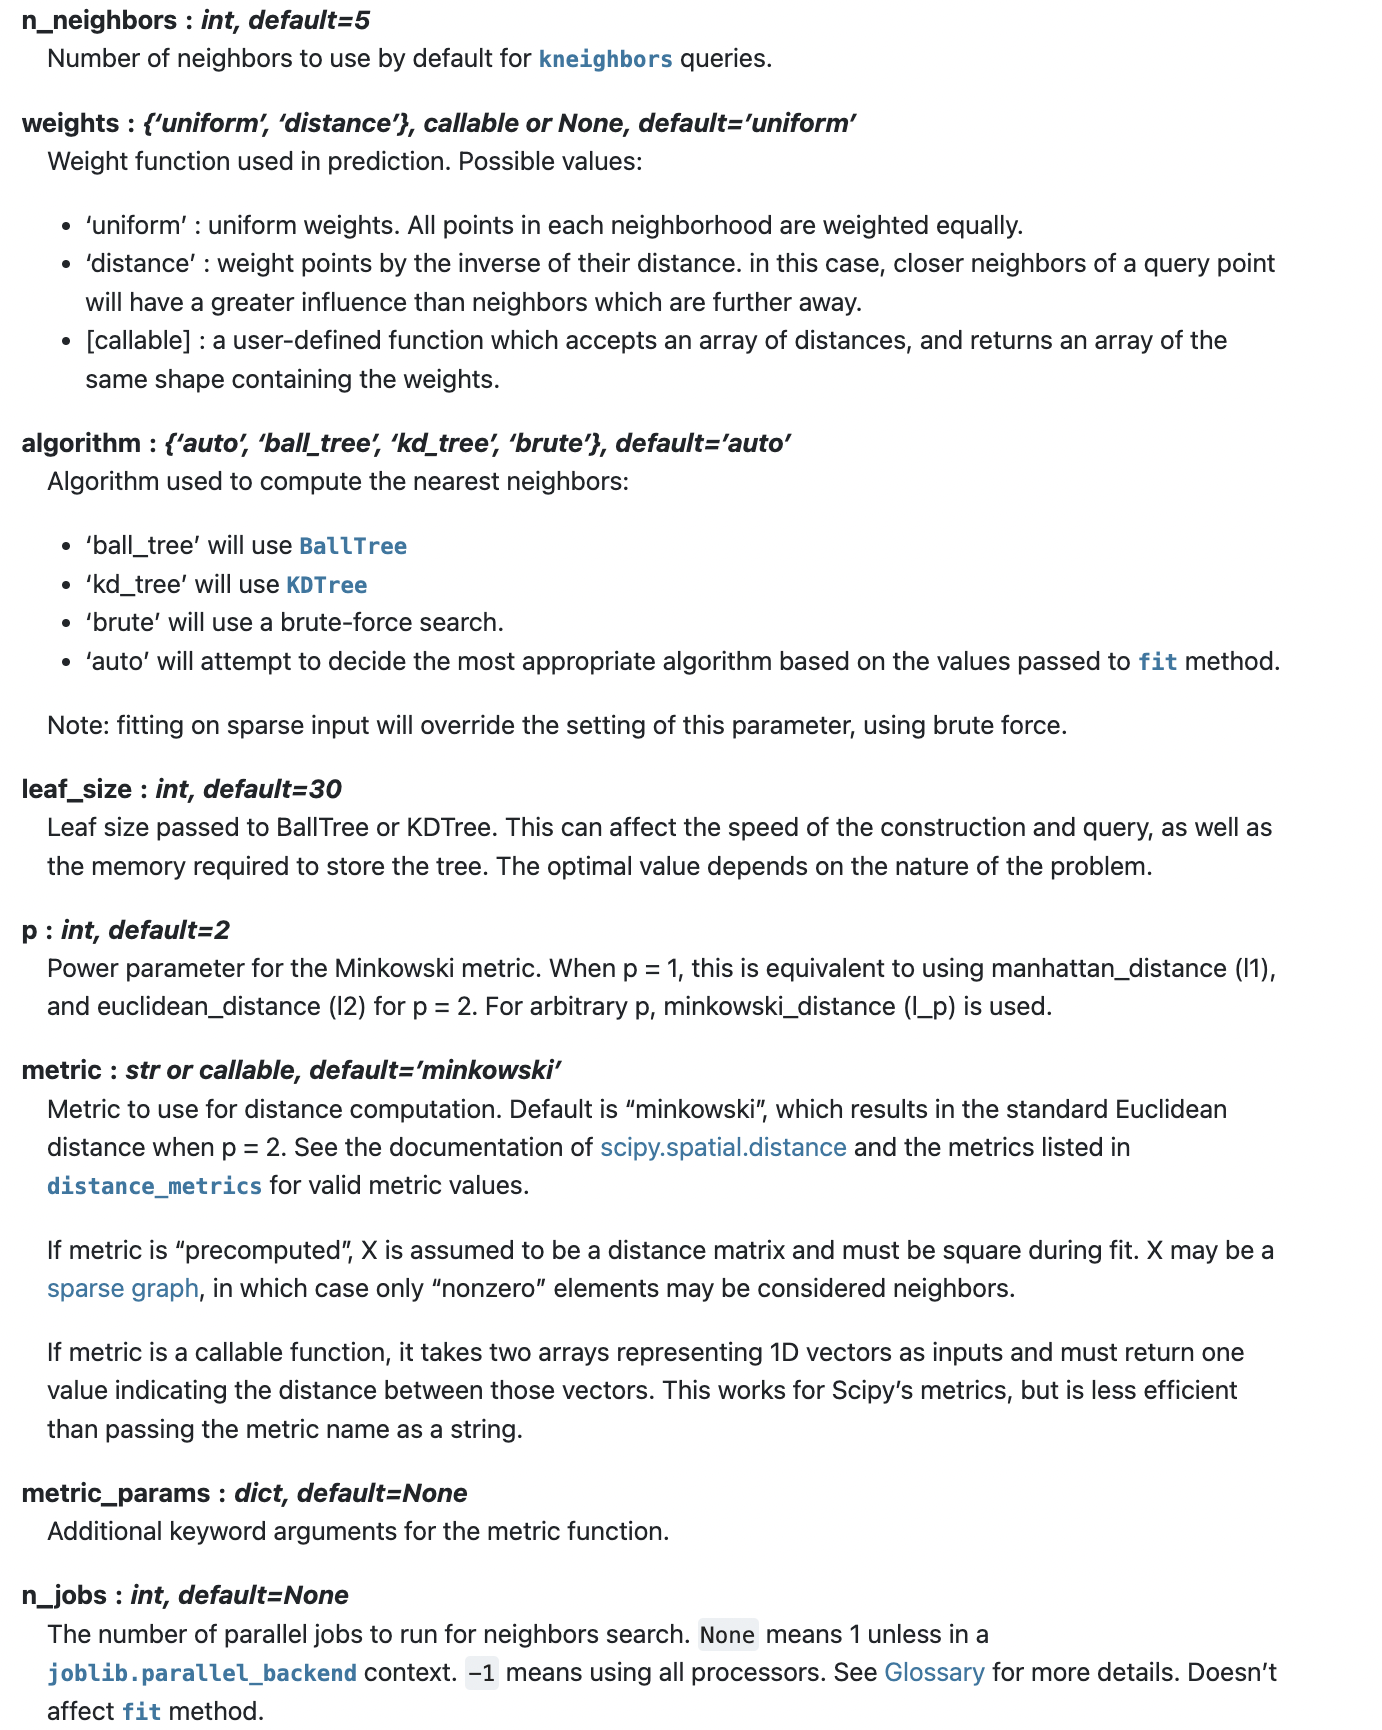 n_neighbors : int, default=5
Number of neighbors to use by default for kneighbors queries.
weights : {‘uniform’, ‘distance’}, callable or None, default=’uniform’
Weight function used in prediction. Possible values:
• ‘uniform’ : uniform weights. All points in each neighborhood are weighted equally.
• ‘distance’ : weight points by the inverse of their distance. in this case, closer neighbors of a query point
will have a greater influence than neighbors which are further away.
• [callable] : a user-defined function which accepts an array of distances, and returns an array of the
same shape containing the weights.
algorithm : {‘auto’, ‘ball_tree’, ‘kd_tree’, ‘brute’}, default=’auto’
Algorithm used to compute the nearest neighbors:
• ‘ball_tree’ will use BallTree
• ‘kd_tree’ will use KDTree
• ‘brute’ will use a brute-force search.
• ‘auto’ will attempt to decide the most appropriate algorithm based on the values passed to fit method.
Note: fitting on sparse input will override the setting of this parameter, using brute force.
leaf_size : int, default=30
Leaf size passed to BallTree or KDTree. This can affect the speed of the construction and query, as well as
the memory required to store the tree. The optimal value depends on the nature of the problem.
p : int, default=2
Power parameter for the Minkowski metric. When p = 1, this is equivalent to using manhattan_distance (l1),
and euclidean_distance (l2) for p = 2. For arbitrary p, minkowski_distance (l_p) is used.
metric : str or callable, default=’minkowski’
Metric to use for distance computation. Default is “minkowski”, which results in the standard Euclidean
distance when p = 2. See the documentation of scipy.spatial.distance and the metrics listed in
distance_metrics for valid metric values.
If metric is “precomputed”, X is assumed to be a distance matrix and must be square during fit. X may be a
sparse graph, in which case only “nonzero” elements may be considered neighbors.
If metric is a callable function, it takes two arrays representing 1D vectors as inputs and must return one
value indicating the distance between those vectors. This works for Scipy’s metrics, but is less efficient
than passing the metric name as a string.
metric_params : dict, default=None
Additional keyword arguments for the metric function.
n_jobs : int, default=None
The number of parallel jobs to run for neighbors search. None means 1 unless in a
joblib.parallel_backend context. -1 means using all processors. See Glossary for more details. Doesn’t
affect fit method.